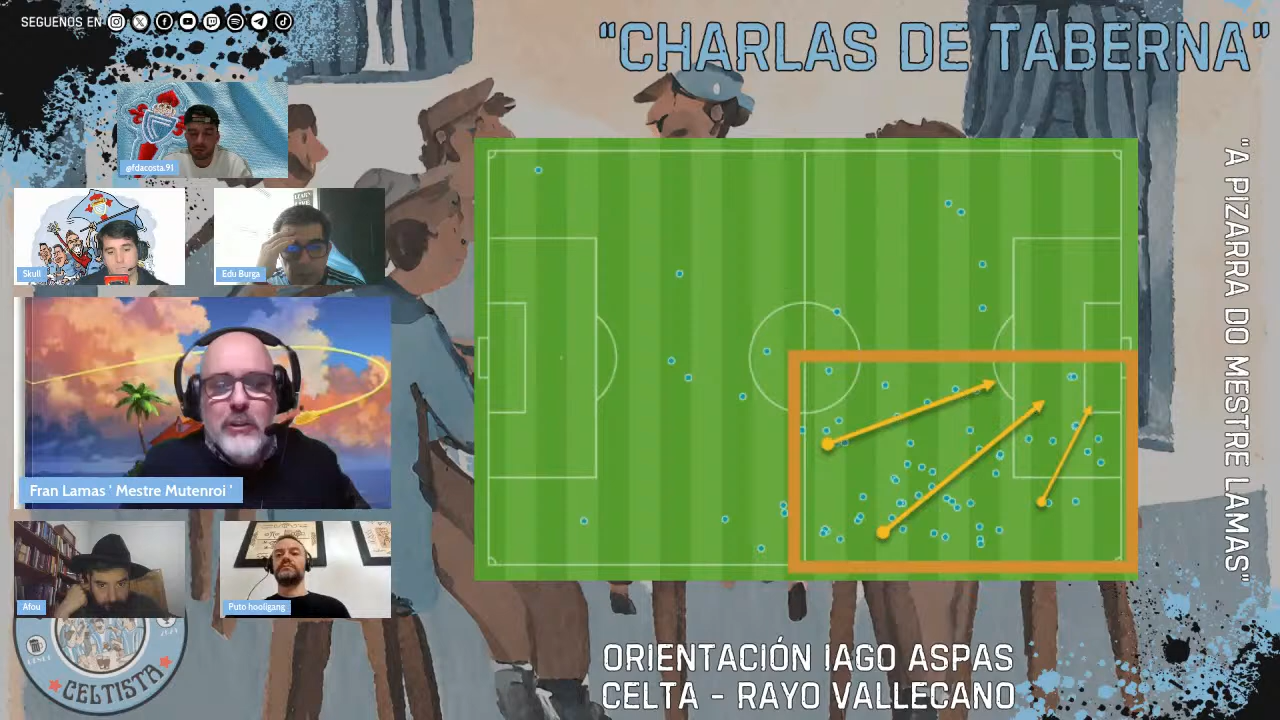 SEGUENOS EN
"CHARLAS DE TABERNA"
@fdacosta.91
Skull
Edu Burga
Fran Lamas ' Mestre Mutenroi '
Afou
Puto hooligang
"A PIZARRA DO MESTRE LAMAS"
CELTISTA
ORIENTACIÓN IAGO ASPAS
CELTA - RAYO VALLECANO